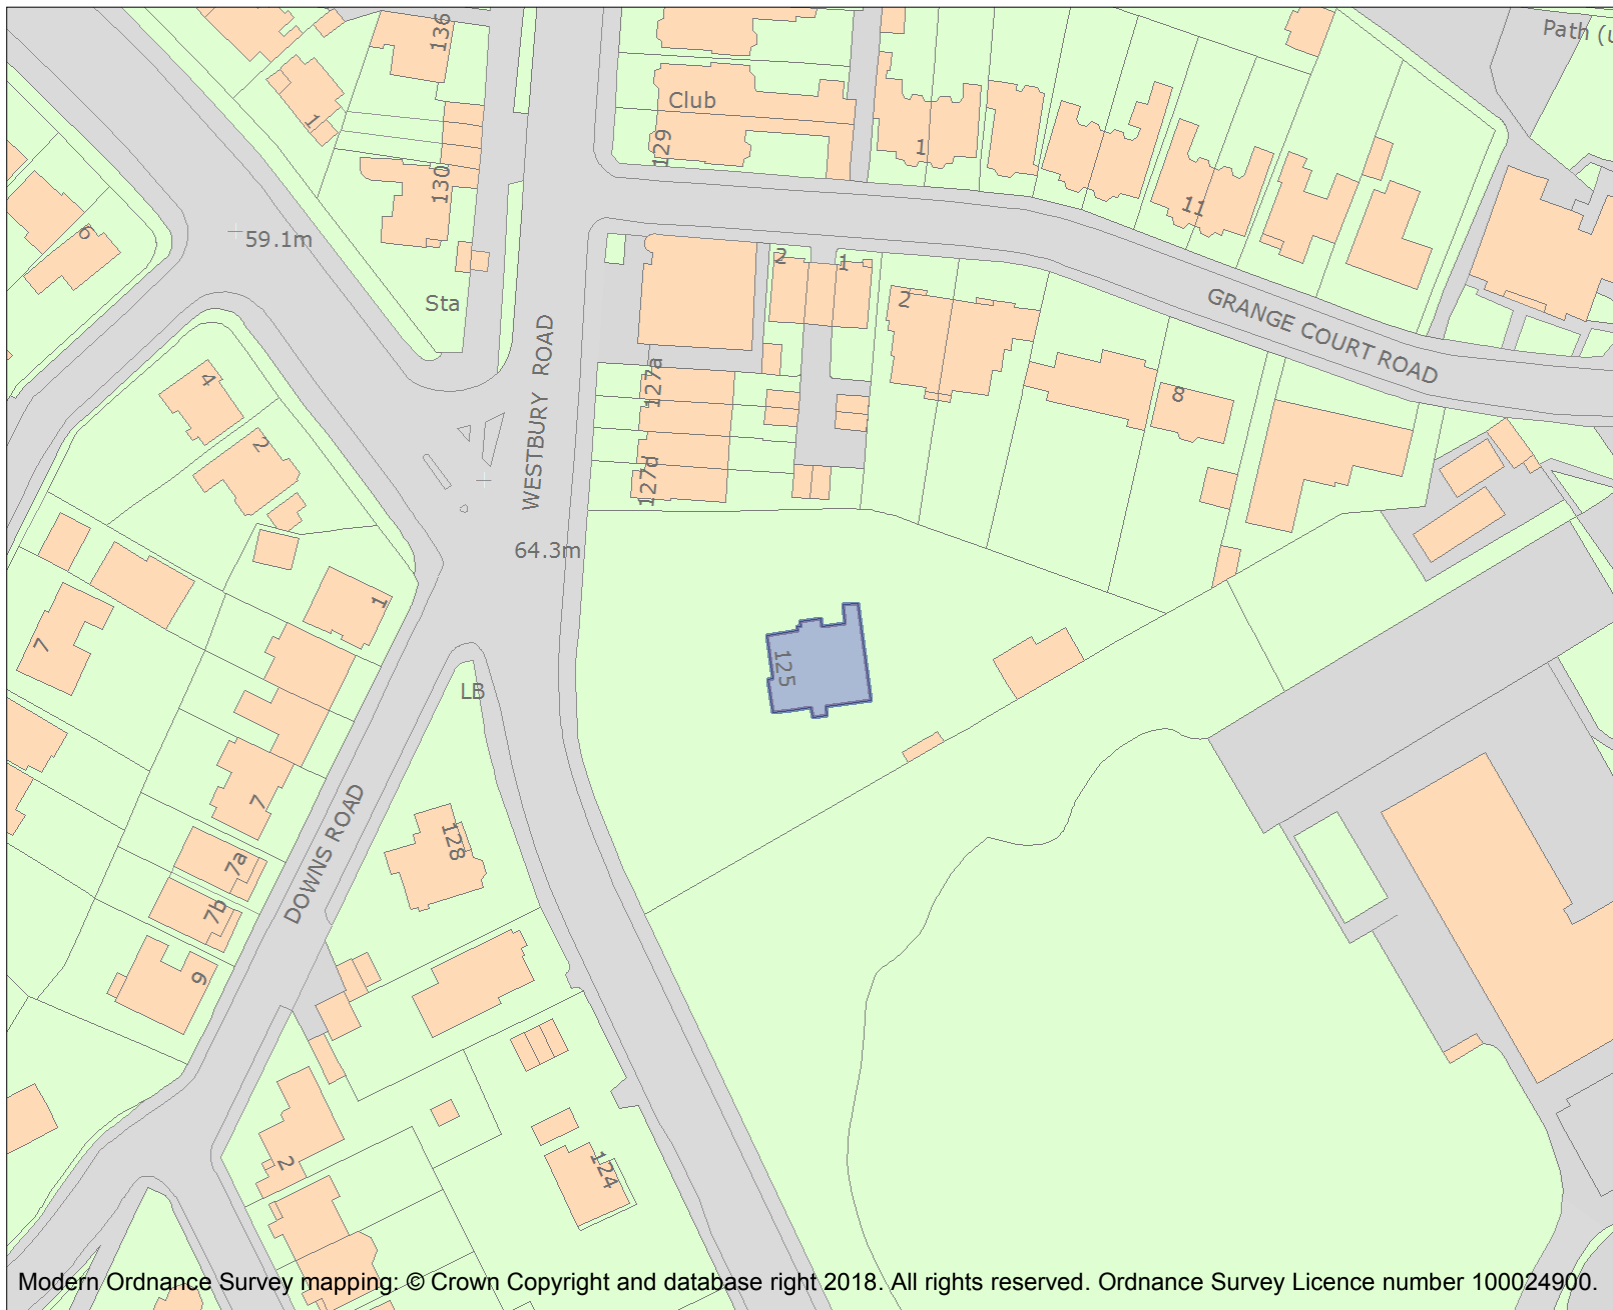 136
Path (u
Club
1
129
1
130
11
6
59.1m
2
1
Sta
2
GRANGE COURT ROAD
WESTBURY ROAD
127a
4
8
2
127d
64.3m
1
7
125
LB
7
128
DOWNS ROAD
7a
7b
9
2
124
Modern Ordnance Survey mapping: © Crown Copyright and database right 2018. All rights reserved. Ordnance Survey Licence number 100024900.